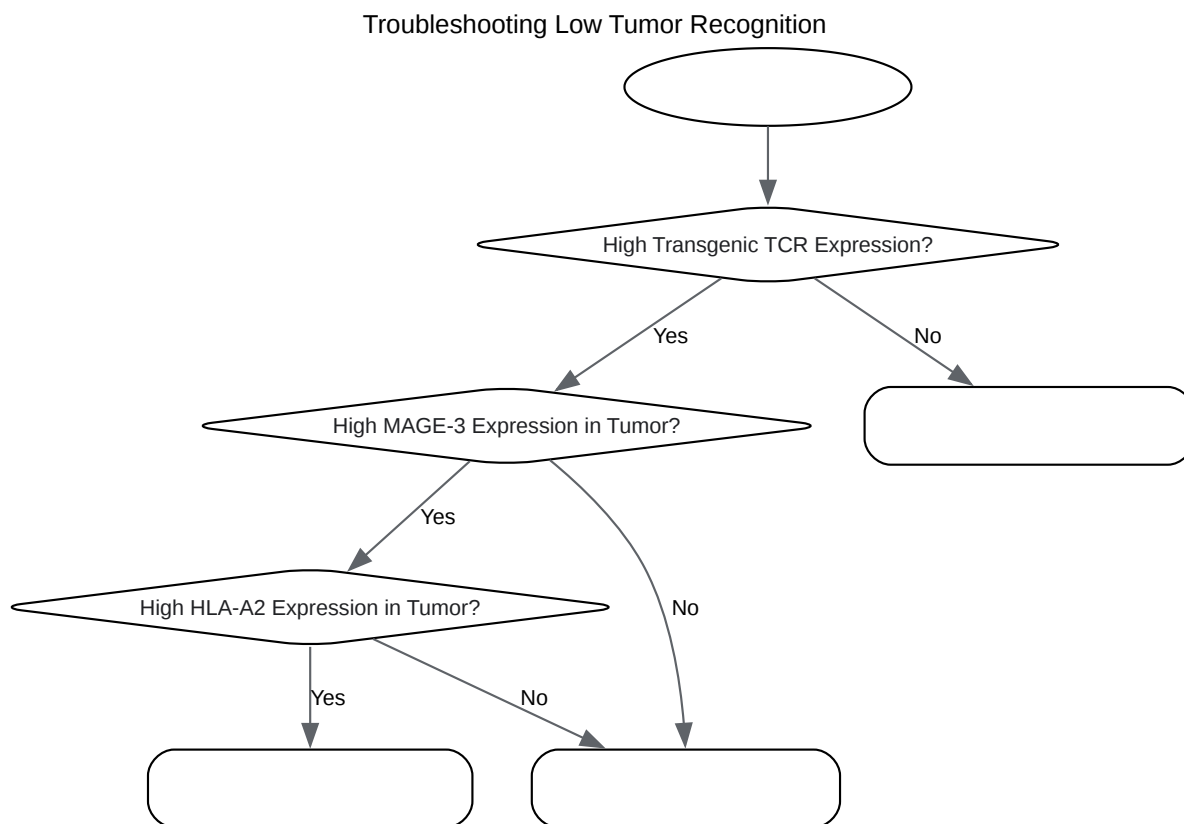 Troubleshooting Low Tumor Recognition
High Transgenic TCR Expression?
Yes
No
High MAGE-3 Expression in Tumor?
Yes
High HLA-A2 Expression in Tumor?
No
Yes
No